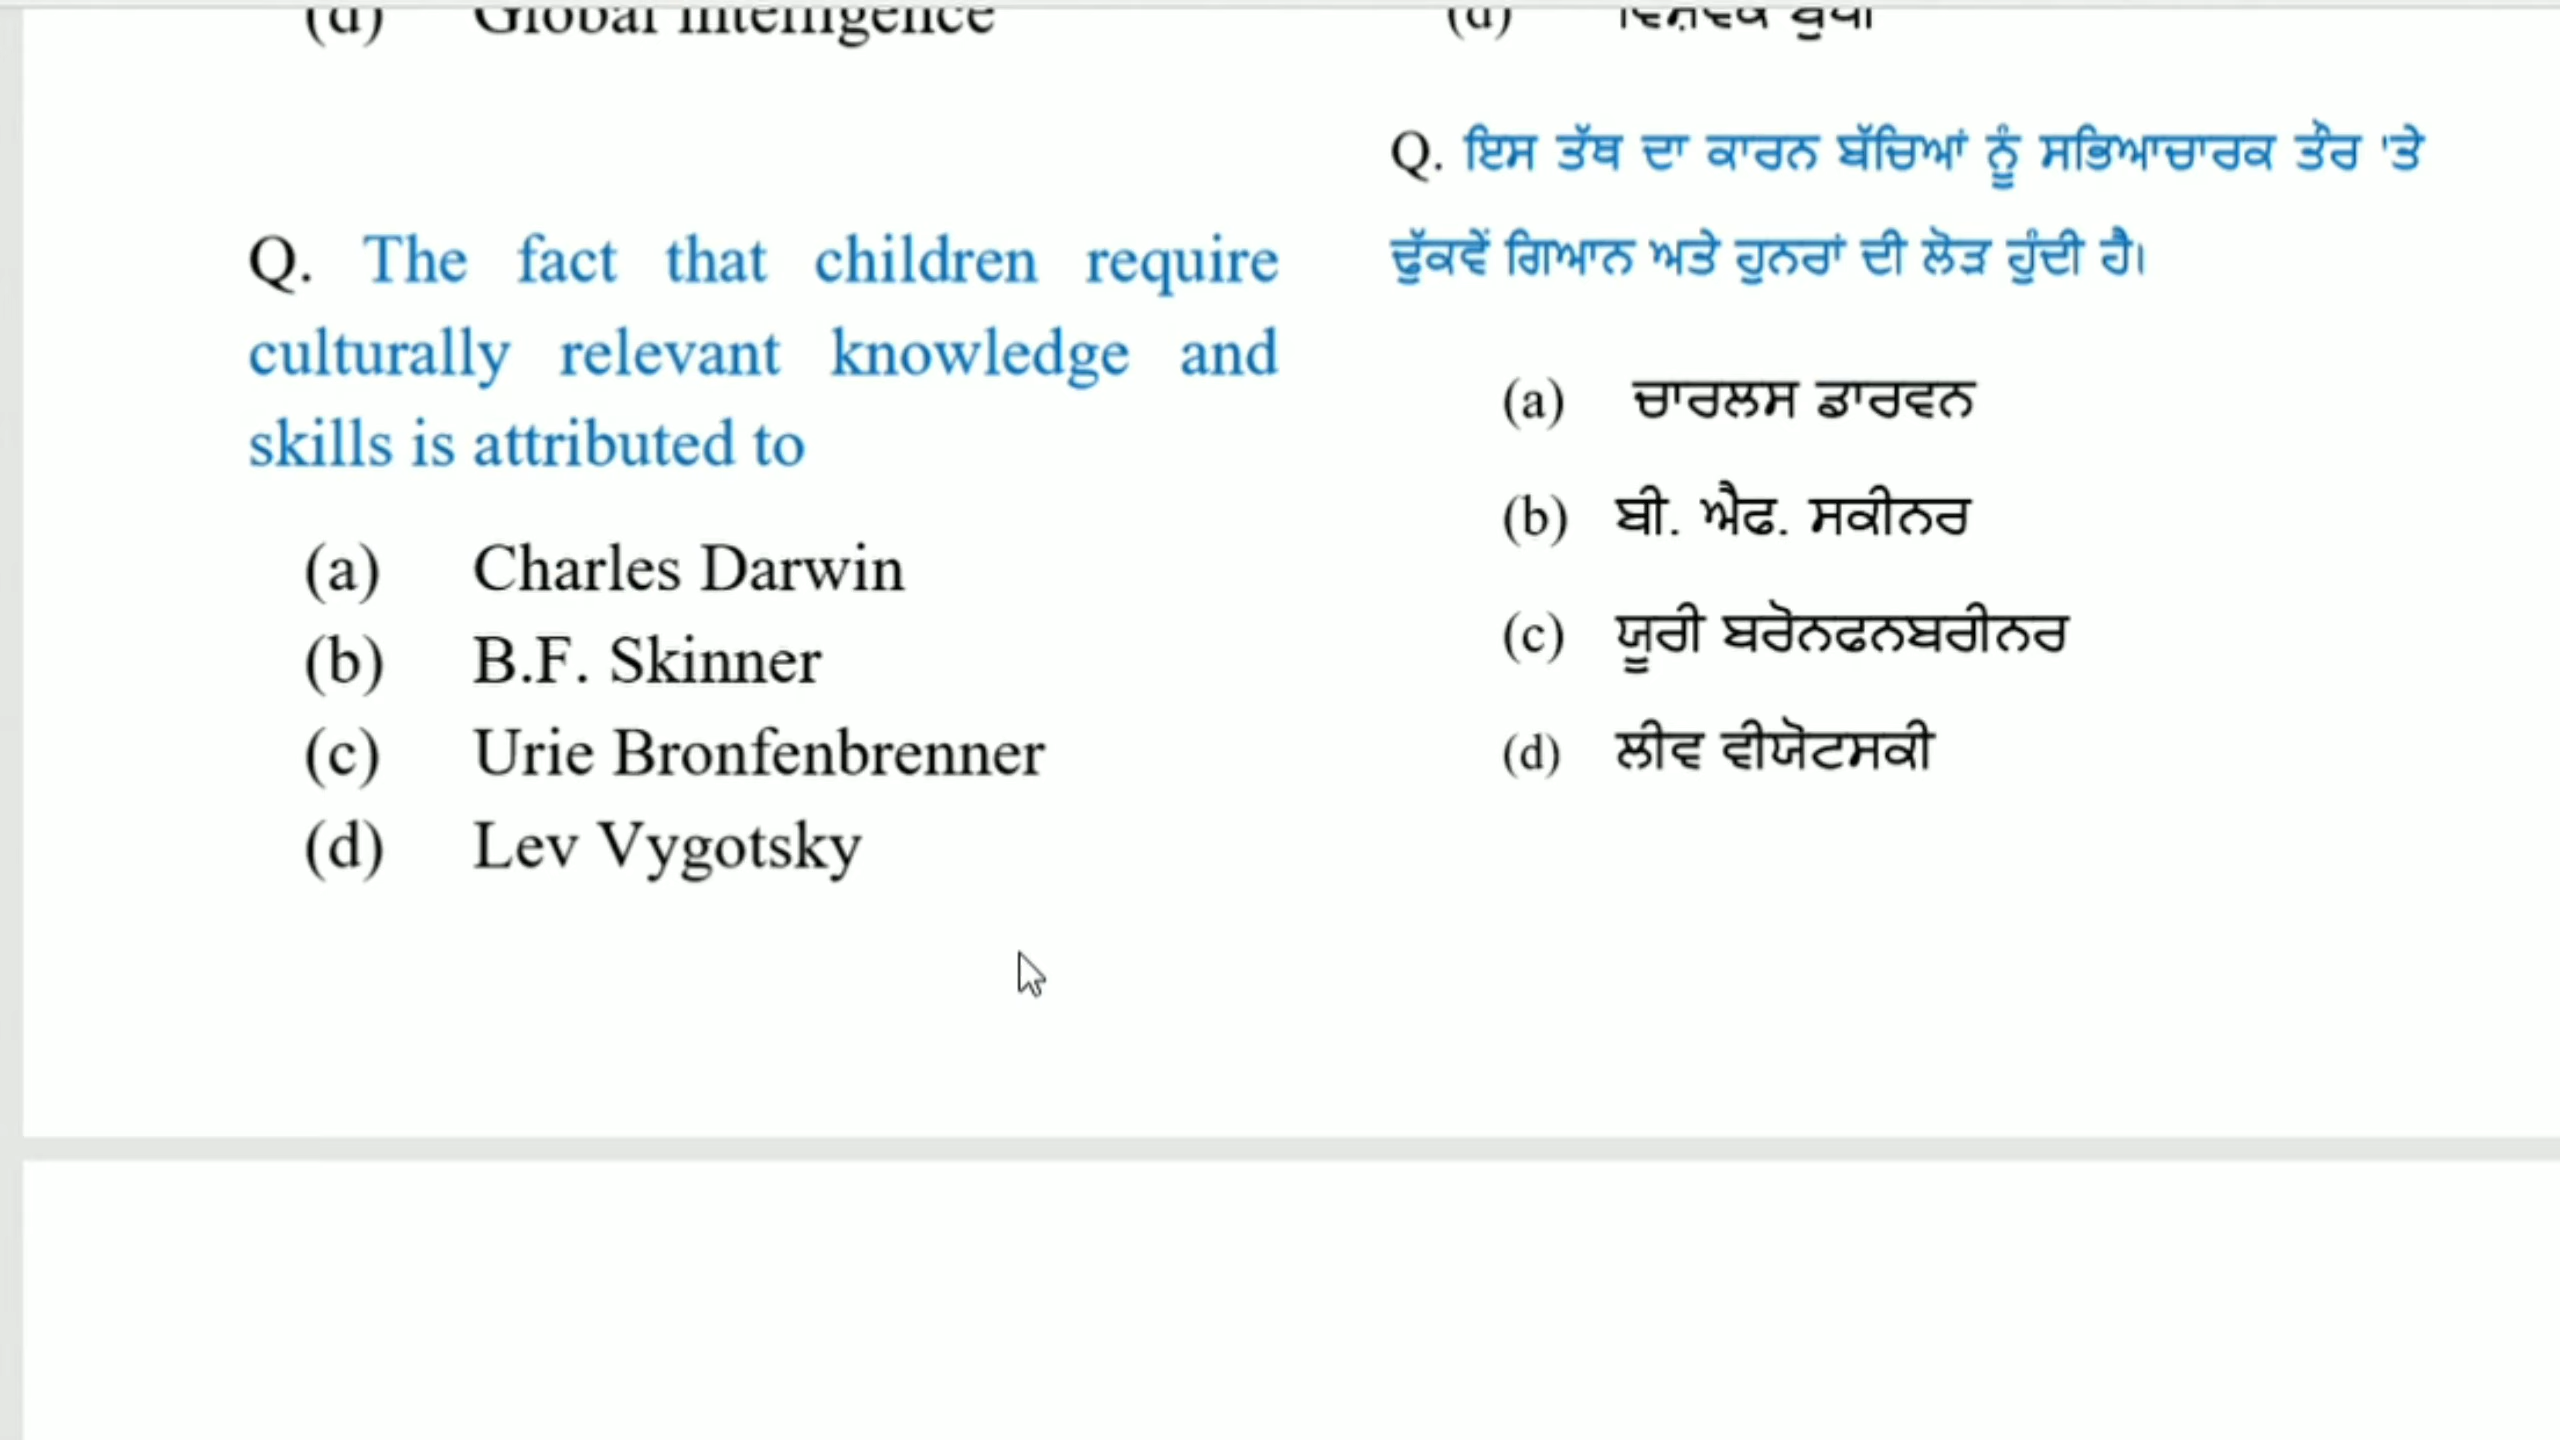 (d) Global intelligence
Q. The fact that children require
culturally relevant knowledge and
skills is attributed to
(a) Charles Darwin
(b) B.F. Skinner
(c) Urie Bronfenbrenner
(d) Lev Vygotsky
(d) ਵਿਸ਼ਵਿਕ ਬੁਧੀ
Q. ਇਸ ਤੱਥ ਦਾ ਕਾਰਨ ਬੱਚਿਆਂ ਨੂੰ ਸਭਿਆਚਾਰਕ ਤੌਰ 'ਤੇ
ਢੁੱਕਵੇਂ ਗਿਆਨ ਅਤੇ ਹੁਨਰਾਂ ਦੀ ਲੋੜ ਹੁੰਦੀ ਹੈ।
(a) ਚਾਰਲਸ ਡਾਰਵਨ
(b) ਬੀ. ਐਫ. ਸਕੀਨਰ
(c) ਯੂਰੀ ਬਰੋਨਫਨਬਰੀਨਰ
(d) ਲੀਵ ਵੀਯੋਟਸਕੀ